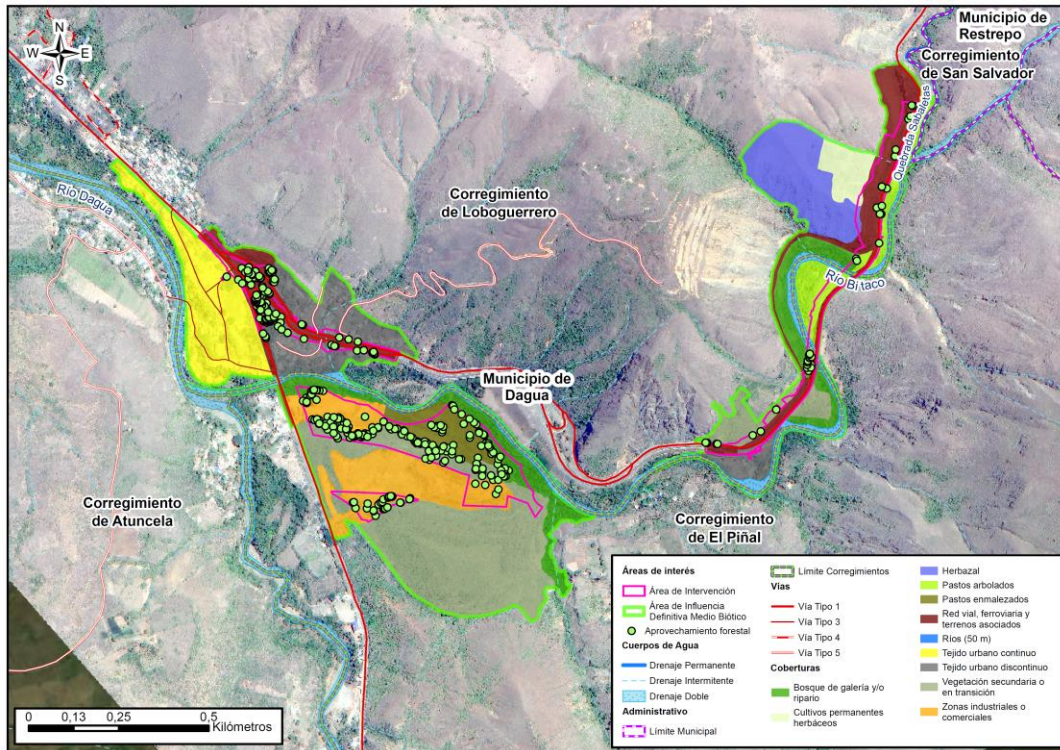 N
W E
S
Municipio de
Restrepo
Corregimiento
de San Salvador
Quebrada Sabaletas
Río Dagua
Corregimiento
de Loboguerrero
Río Bitaco
Municipio de
Dagua
Corregimiento
de Atuncela
Corregimiento
de El Piñal
Áreas de interés
Área de Intervención
Área de Influencia
Definitiva Medio Biótico
Aprovechamiento forestal
Cuerpos de Agua
Drenaje Permanente
Drenaje Intermitente
Drenaje Doble
Administrativo
Límite Municipal
Límite Corregimientos
Vías
Vía Tipo 1
Vía Tipo 3
Vía Tipo 4
Vía Tipo 5
Coberturas
Bosque de galería y/o
ripario
Cultivos permanentes
herbáceos
Herbazal
Pastos arbolados
Pastos enmalezados
Red vial, ferroviaria y
terrenos asociados
Ríos (50 m)
Tejido urbano continuo
Tejido urbano discontinuo
Vegetación secundaria o
en transición
Zonas industriales o
comerciales
0 0,13 0,25 0,5
Kilómetros